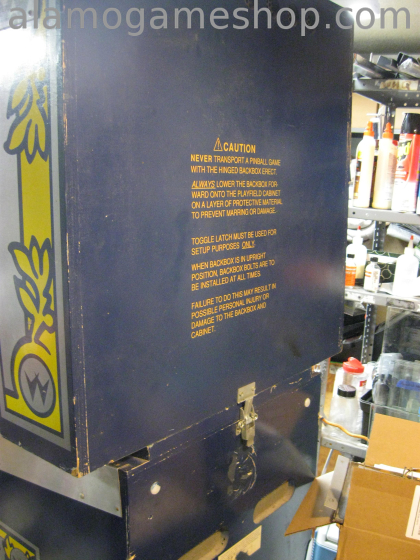 alamogameshop.com
⚠CAUTION
NEVER TRANSPORT A PINBALL GAME
WITH THE HINGED BACKBOX ERECT.
ALWAYS LOWER THE BACKBOX FOR-
WARD ONTO THE PLAYFIELD CABINET
ON A LAYER OF PROTECTIVE MATERIAL
TO PREVENT MARRING OR DAMAGE.
TOGGLE LATCH MUST BE USED FOR
SETUP PURPOSES ONLY.
WHEN BACKBOX IS IN UPRIGHT
POSITION, BACKBOX BOLTS ARE TO
BE INSTALLED AT ALL TIMES.
FAILURE TO DO THIS MAY RESULT IN
POSSIBLE PERSONAL INJURY OR
DAMAGE TO THE BACKBOX AND
CABINET.